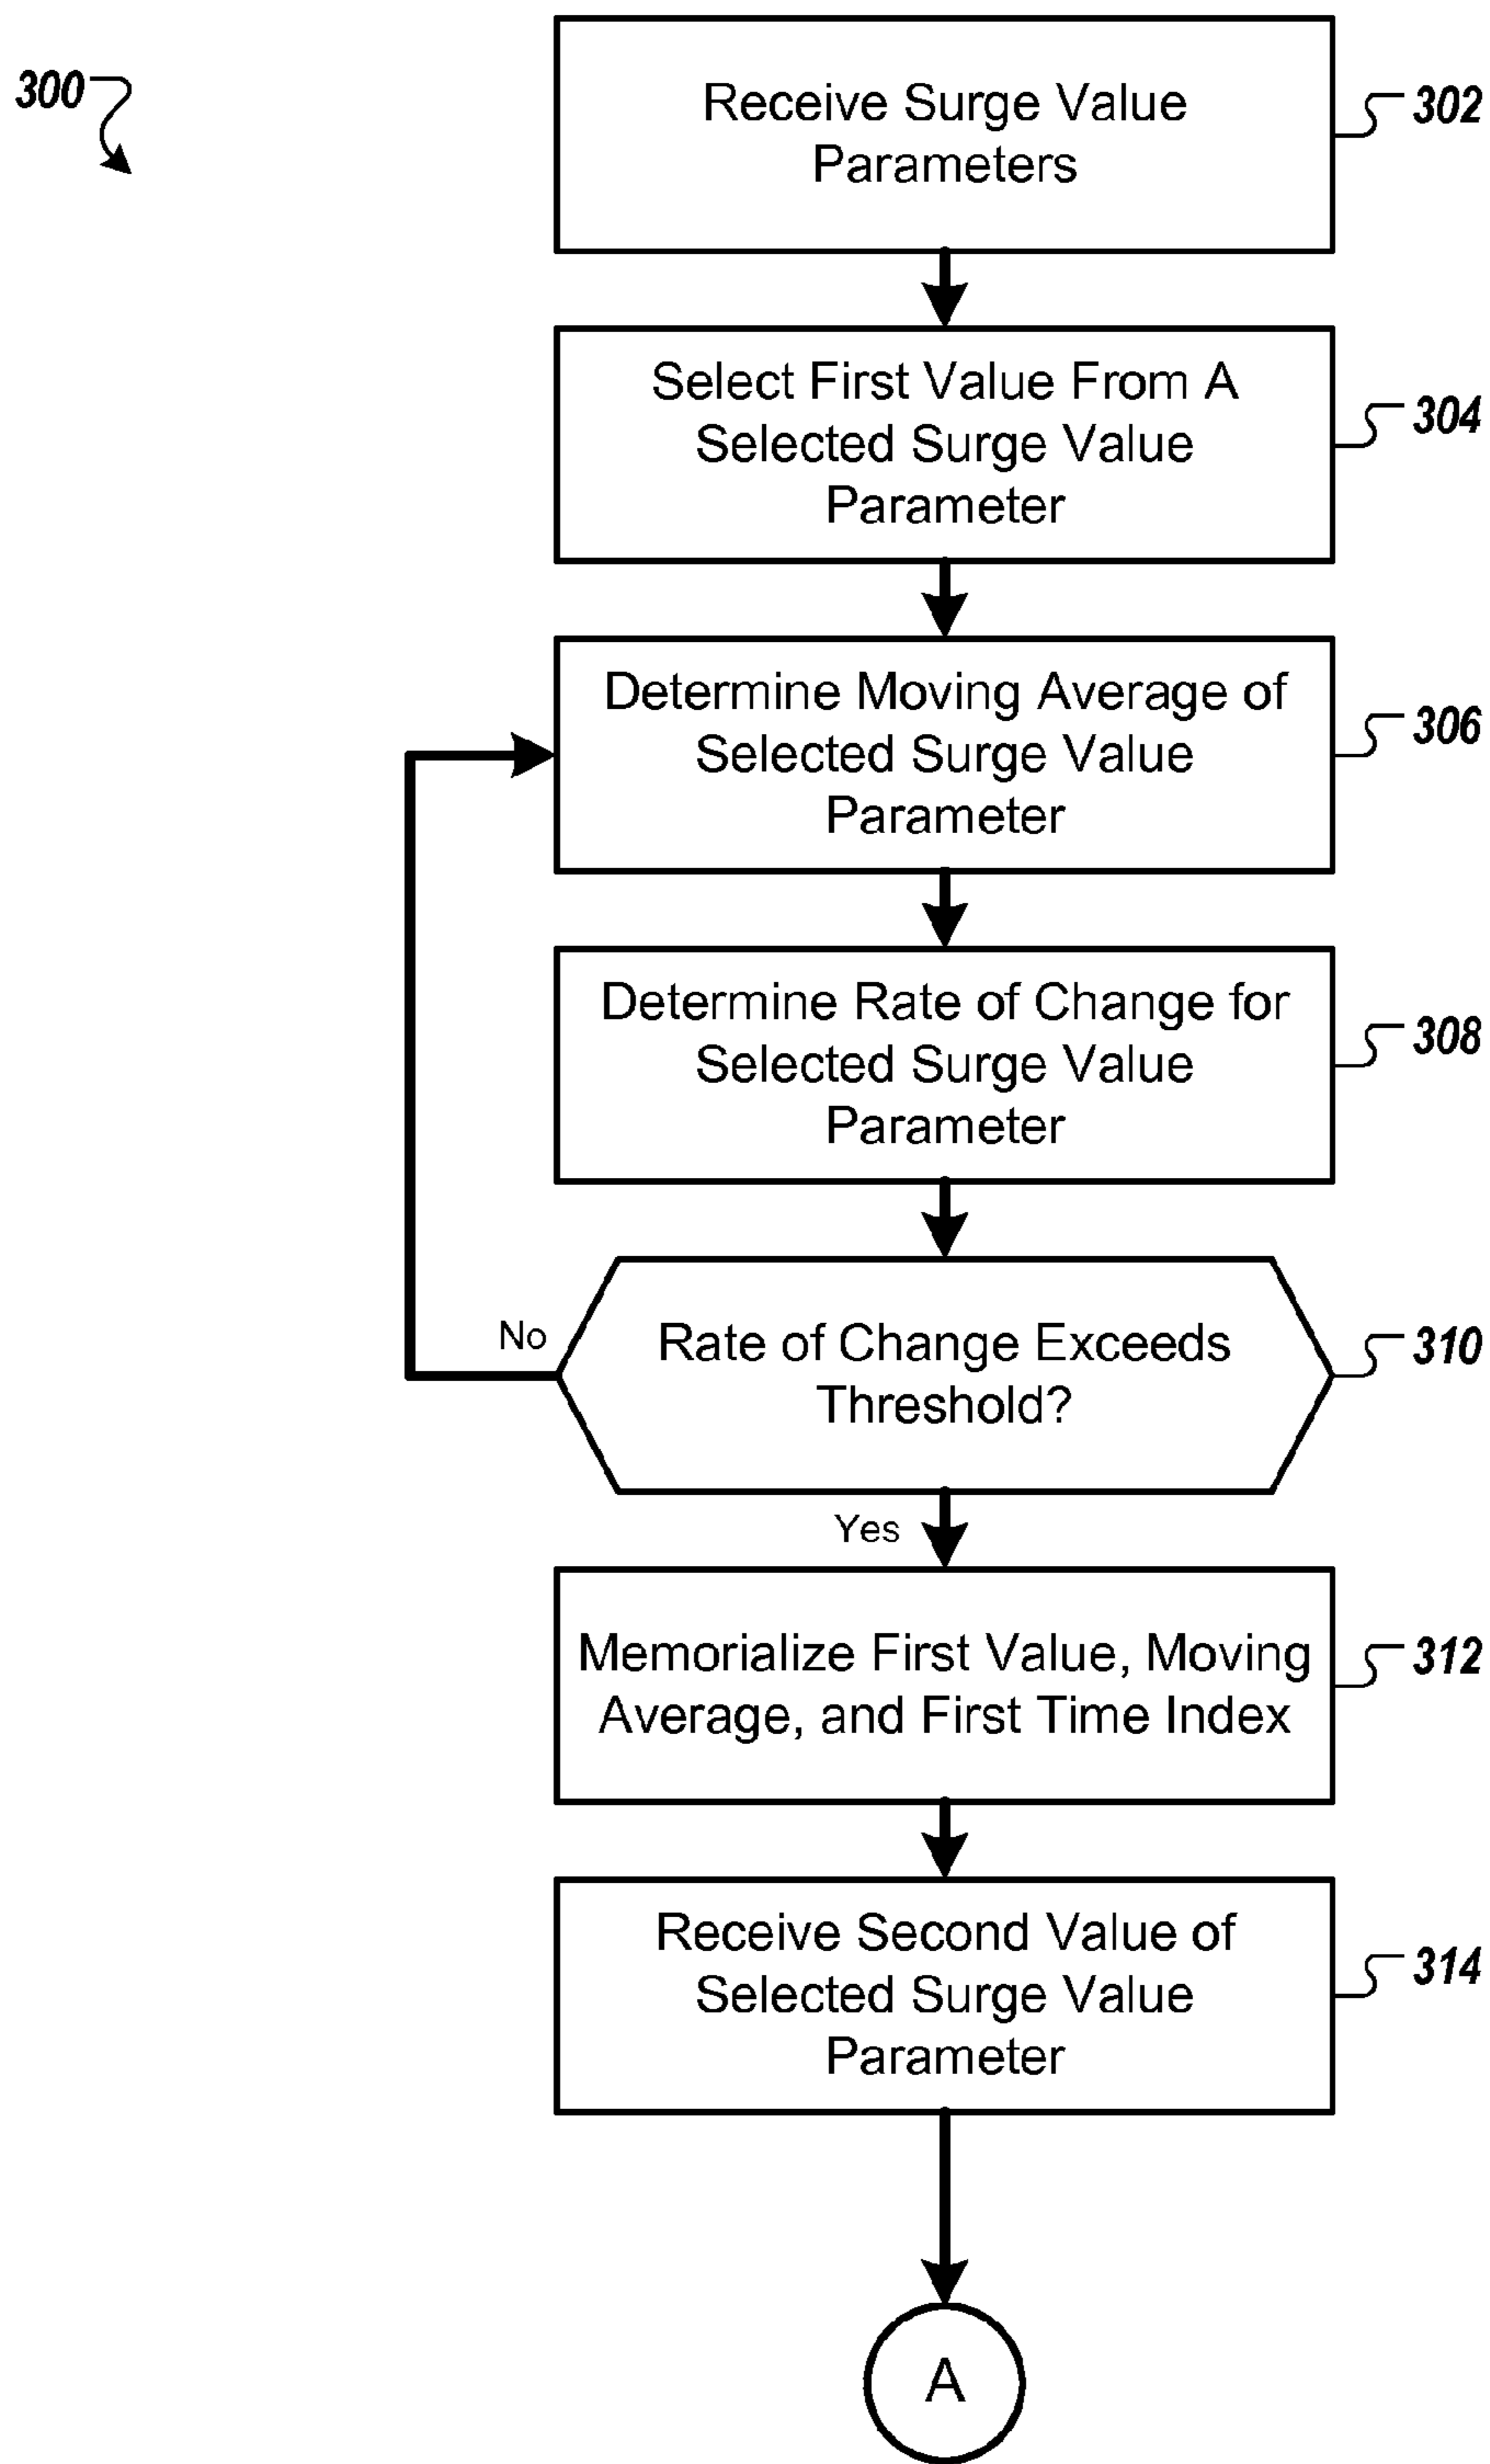 300
Receive Surge Value
Parameters
302
Select First Value From A
Selected Surge Value
Parameter
304
Determine Moving Average of
Selected Surge Value
Parameter
306
Determine Rate of Change for
Selected Surge Value
Parameter
308
No
Rate of Change Exceeds
Threshold?
310
Yes
Memorialize First Value, Moving
Average, and First Time Index
312
Receive Second Value of
Selected Surge Value
Parameter
314
A